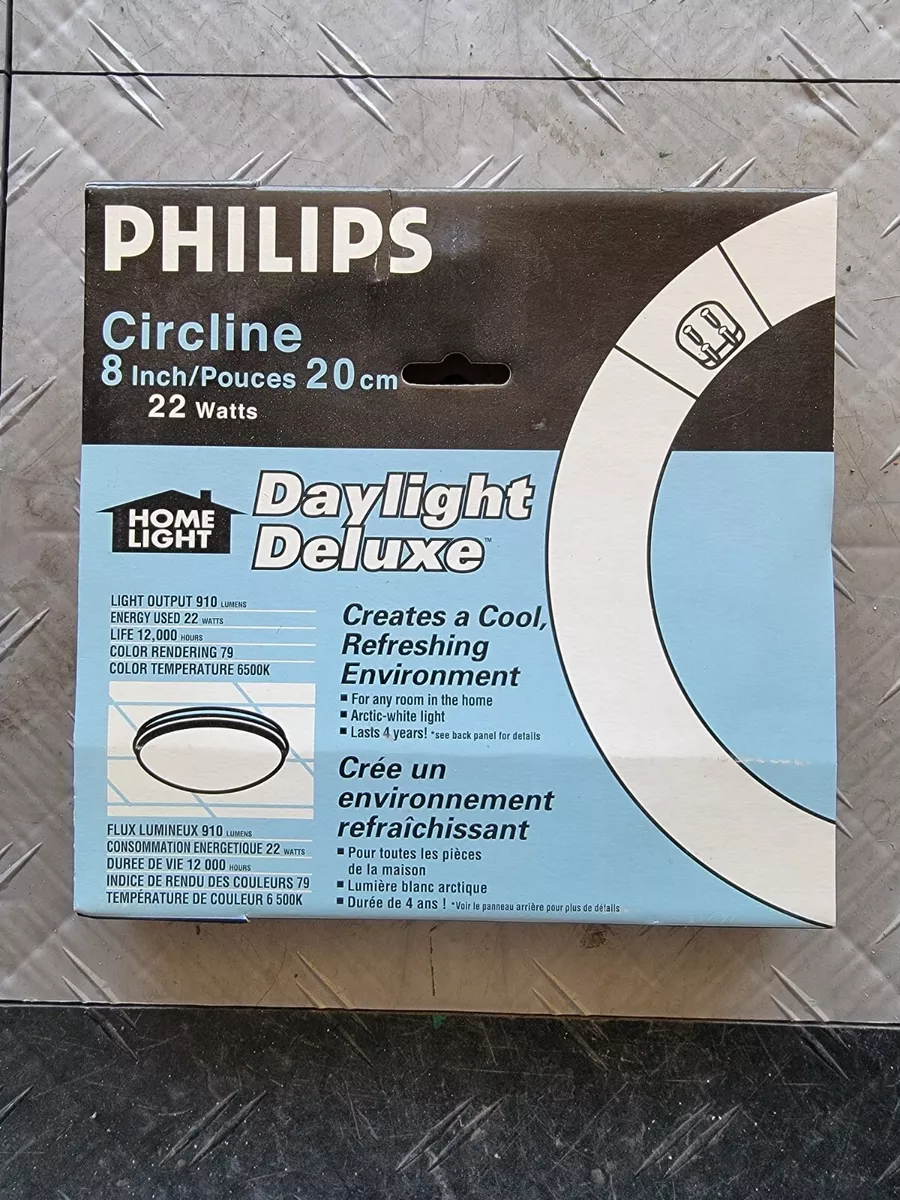 PHILIPS
Circline
8 Inch/Pouces 20cm
22 Watts
HOME
LIGHT
Daylight
Deluxe™
LIGHT OUTPUT 910 LUMENS
ENERGY USED 22 WATTS
LIFE 12,000 HOURS
COLOR RENDERING 79
COLOR TEMPERATURE 6500K
Creates a Cool,
Refreshing
Environment
■ For any room in the home
■ Arctic-white light
■ Lasts 4 years! *see back panel for details
Crée un
environnement
refraîchissant
■ Pour toutes les pièces
de la maison
■ Lumière blanc arctique
■ Durée de 4 ans ! *Voir le panneau arrière pour plus de détails
FLUX LUMINEUX 910 LUMENS
CONSOMMATION ENERGETIQUE 22 WATTS
DUREE DE VIE 12 000 HOURS
INDICE DE RENDU DES COULEURS 79
TEMPÉRATURE DE COULEUR 6 500K